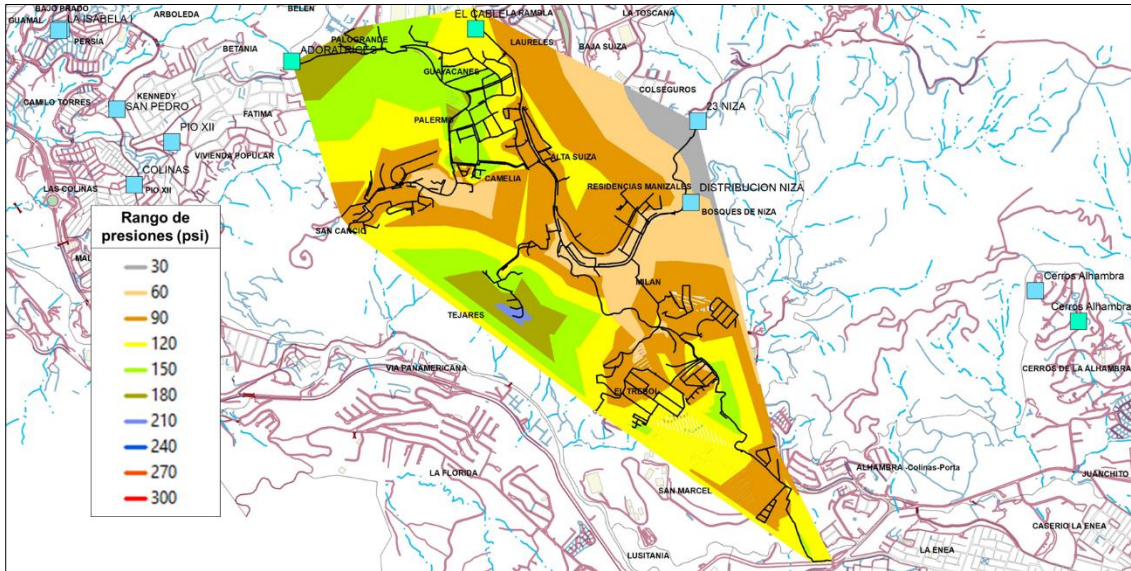 BAJO PRADO
ARBOLEDA
BELEN
EL CABLE
LA RAMBLA
LA TOSCANA
GUAMAL
LA ISABELA I
PERSIA
PALOGRANDE
LAURELES
BAJA SUIZA
BETANIA
ADORATRICES
GUAYACANES
COLSEGUROS
KENNEDY
CAMILO TORRES
SAN PEDRO
FATIMA
PALERMO
23 NIZA
PIO XII
VIVIENDA POPULAR
ALTA SUIZA
COLINAS
LAS COLINAS
PIO XII
CAMELIA
RESIDENCIAS MANIZALES
DISTRIBUCION NIZA
BOSQUES DE NIZA
Rango de
presiones (psi)
30
60
90
120
150
180
210
240
270
300
MAL
SAN CANCIO
MILAN
Cerros Alhambra
Cerros Alhambra
TEJARES
VIA PANAMERICANA
CERROS DE LA ALHAMBRA
EL TREBOL
LA FLORIDA
ALHAMBRA -Colinas-Porta
JUANCHITO
SAN MARCEL
CASERIO LA ENEA
LUSITANIA
LA ENEA